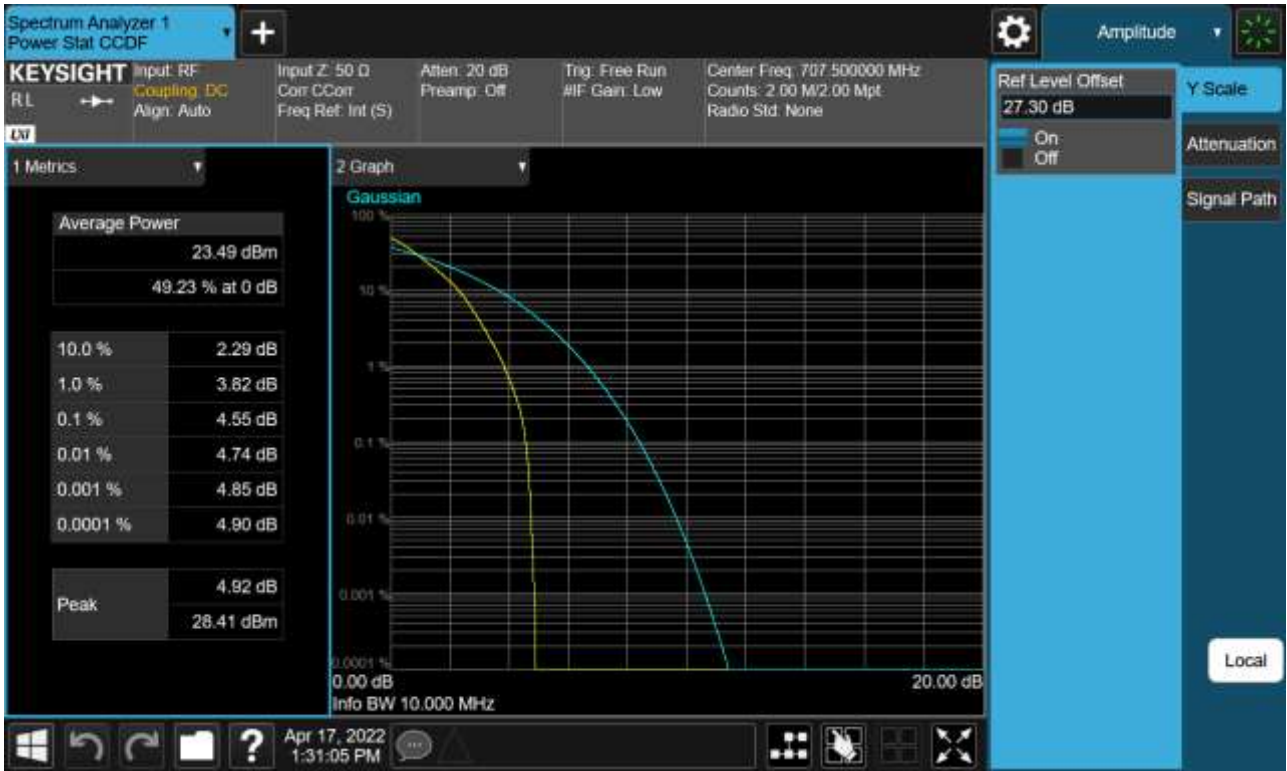 Spectrum Analyzer 1
Power Stat CCDF
+
Amplitude
KEYSIGHT
RL
LXI
Input: RF
Coupling: DC
Align: Auto
Input Z: 50 Ω
Corr CCorr
Freq Ref: Int (S)
Atten: 20 dB
Preamp: Off
Trig: Free Run
#IF Gain: Low
Center Freq: 707.500000 MHz
Counts: 2.00 M/2.00 Mpt
Radio Std: None
Ref Level Offset
27.30 dB
On
Off
Y Scale
Attenuation
Signal Path
Local
1 Metrics
Average Power
23.49 dBm
49.23 % at 0 dB
10.0 % 2.29 dB
1.0 % 3.82 dB
0.1 % 4.55 dB
0.01 % 4.74 dB
0.001 % 4.85 dB
0.0001 % 4.90 dB
Peak
4.92 dB
28.41 dBm
2 Graph
Gaussian
100 %
10 %
1 %
0.1 %
0.01 %
0.001 %
0.0001 %
0.00 dB 20.00 dB
Info BW 10.000 MHz
?
Apr 17, 2022
1:31:05 PM